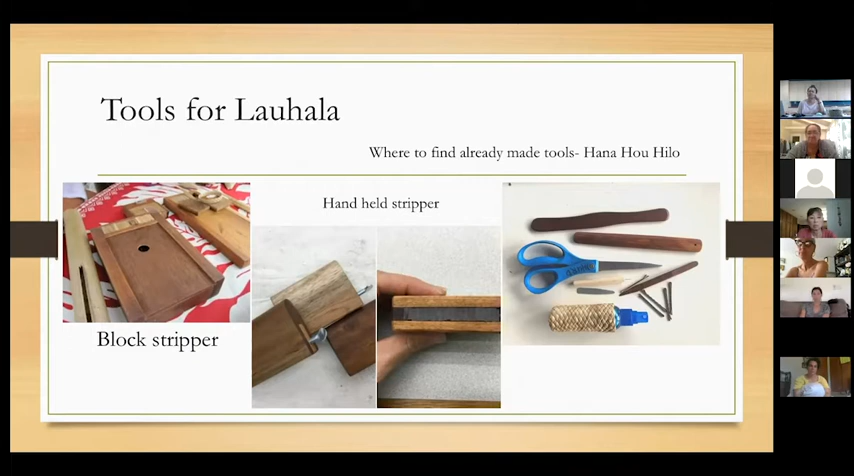 Tools for Lauhala
Where to find already made tools- Hana Hou Hilo
Hand held stripper
Block stripper